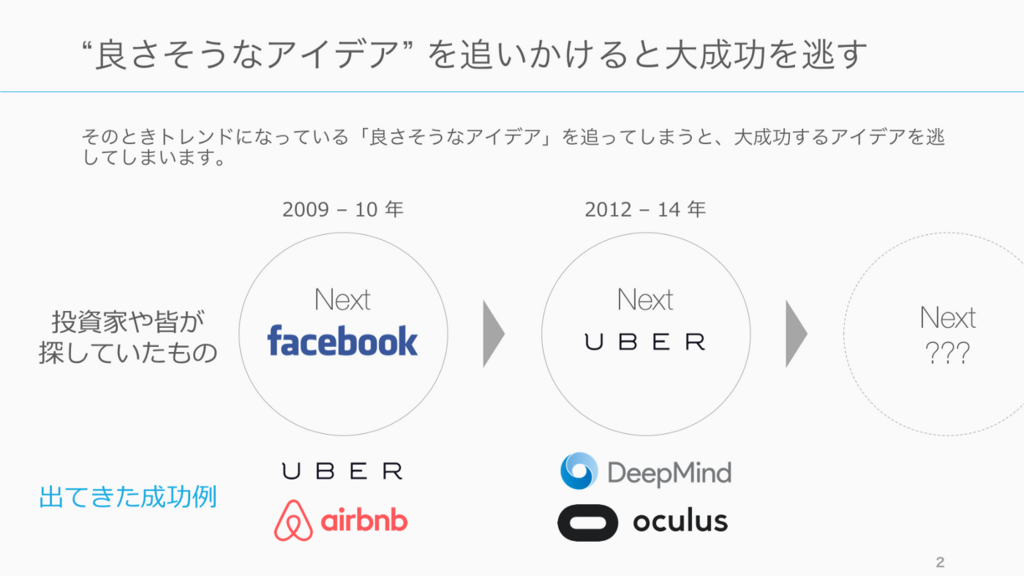 “良さそうなアイデア” を追いかけると大成功を逃す
そのときトレンドになっている「良さそうなアイデア」を追ってしまうと、大成功するアイデアを逃
してしまいます。
2009 – 10 年
2012 – 14 年
投資家や皆が
探していたもの
Next
facebook
Next
UBER
Next
???
出てきた成功例
UBER
airbnb
DeepMind
oculus
2